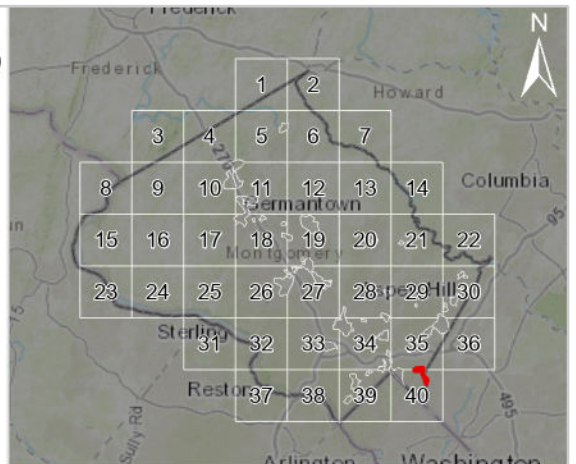 Frederick
N
Frederick
1 2
Howard
3 4 5 6 7
270
8 9 10 11 12 13 14
Columbia
Germantown
95
15 16 17 18 19 20 21 22
Montgomery
23 24 25 26 27 28 29 30
Aspen Hill
15
Sterling
31 32 33 34 35 36
Reston
37 38 39 40
495
Sully Rd
Arlington
Washington